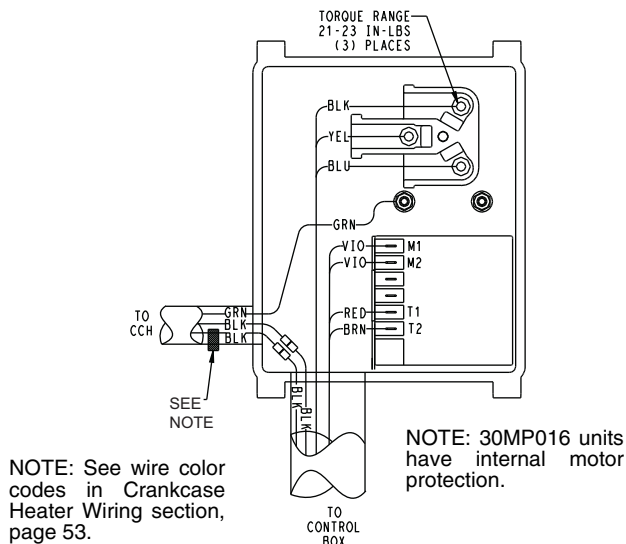 TORQUE RANGE
21-23 IN-LBS
(3) PLACES
BLK
YEL
BLU
GRN
VIO M1
VIO M2
RED T1
BRN T2
TO
CCH
GRN
BLK
BLK
SEE
NOTE
BLK
BLK
NOTE: See wire color
codes in Crankcase
Heater Wiring section,
page 53.
NOTE: 30MP016 units
have internal motor
protection.
TO
CONTROL
BOX